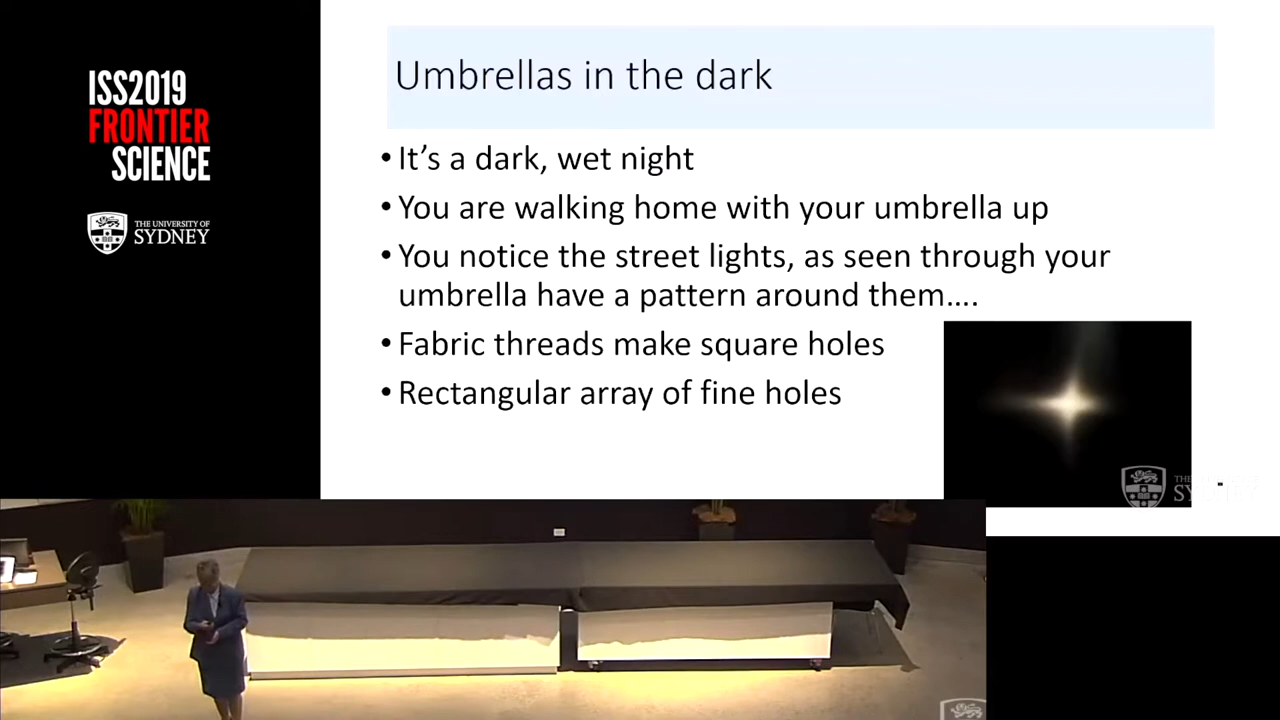 ISS2019
FRONTIER
SCIENCE
THE UNIVERSITY OF
SYDNEY
Umbrellas in the dark
• It's a dark, wet night
• You are walking home with your umbrella up
• You notice the street lights, as seen through your
umbrella have a pattern around them....
• Fabric threads make square holes
• Rectangular array of fine holes